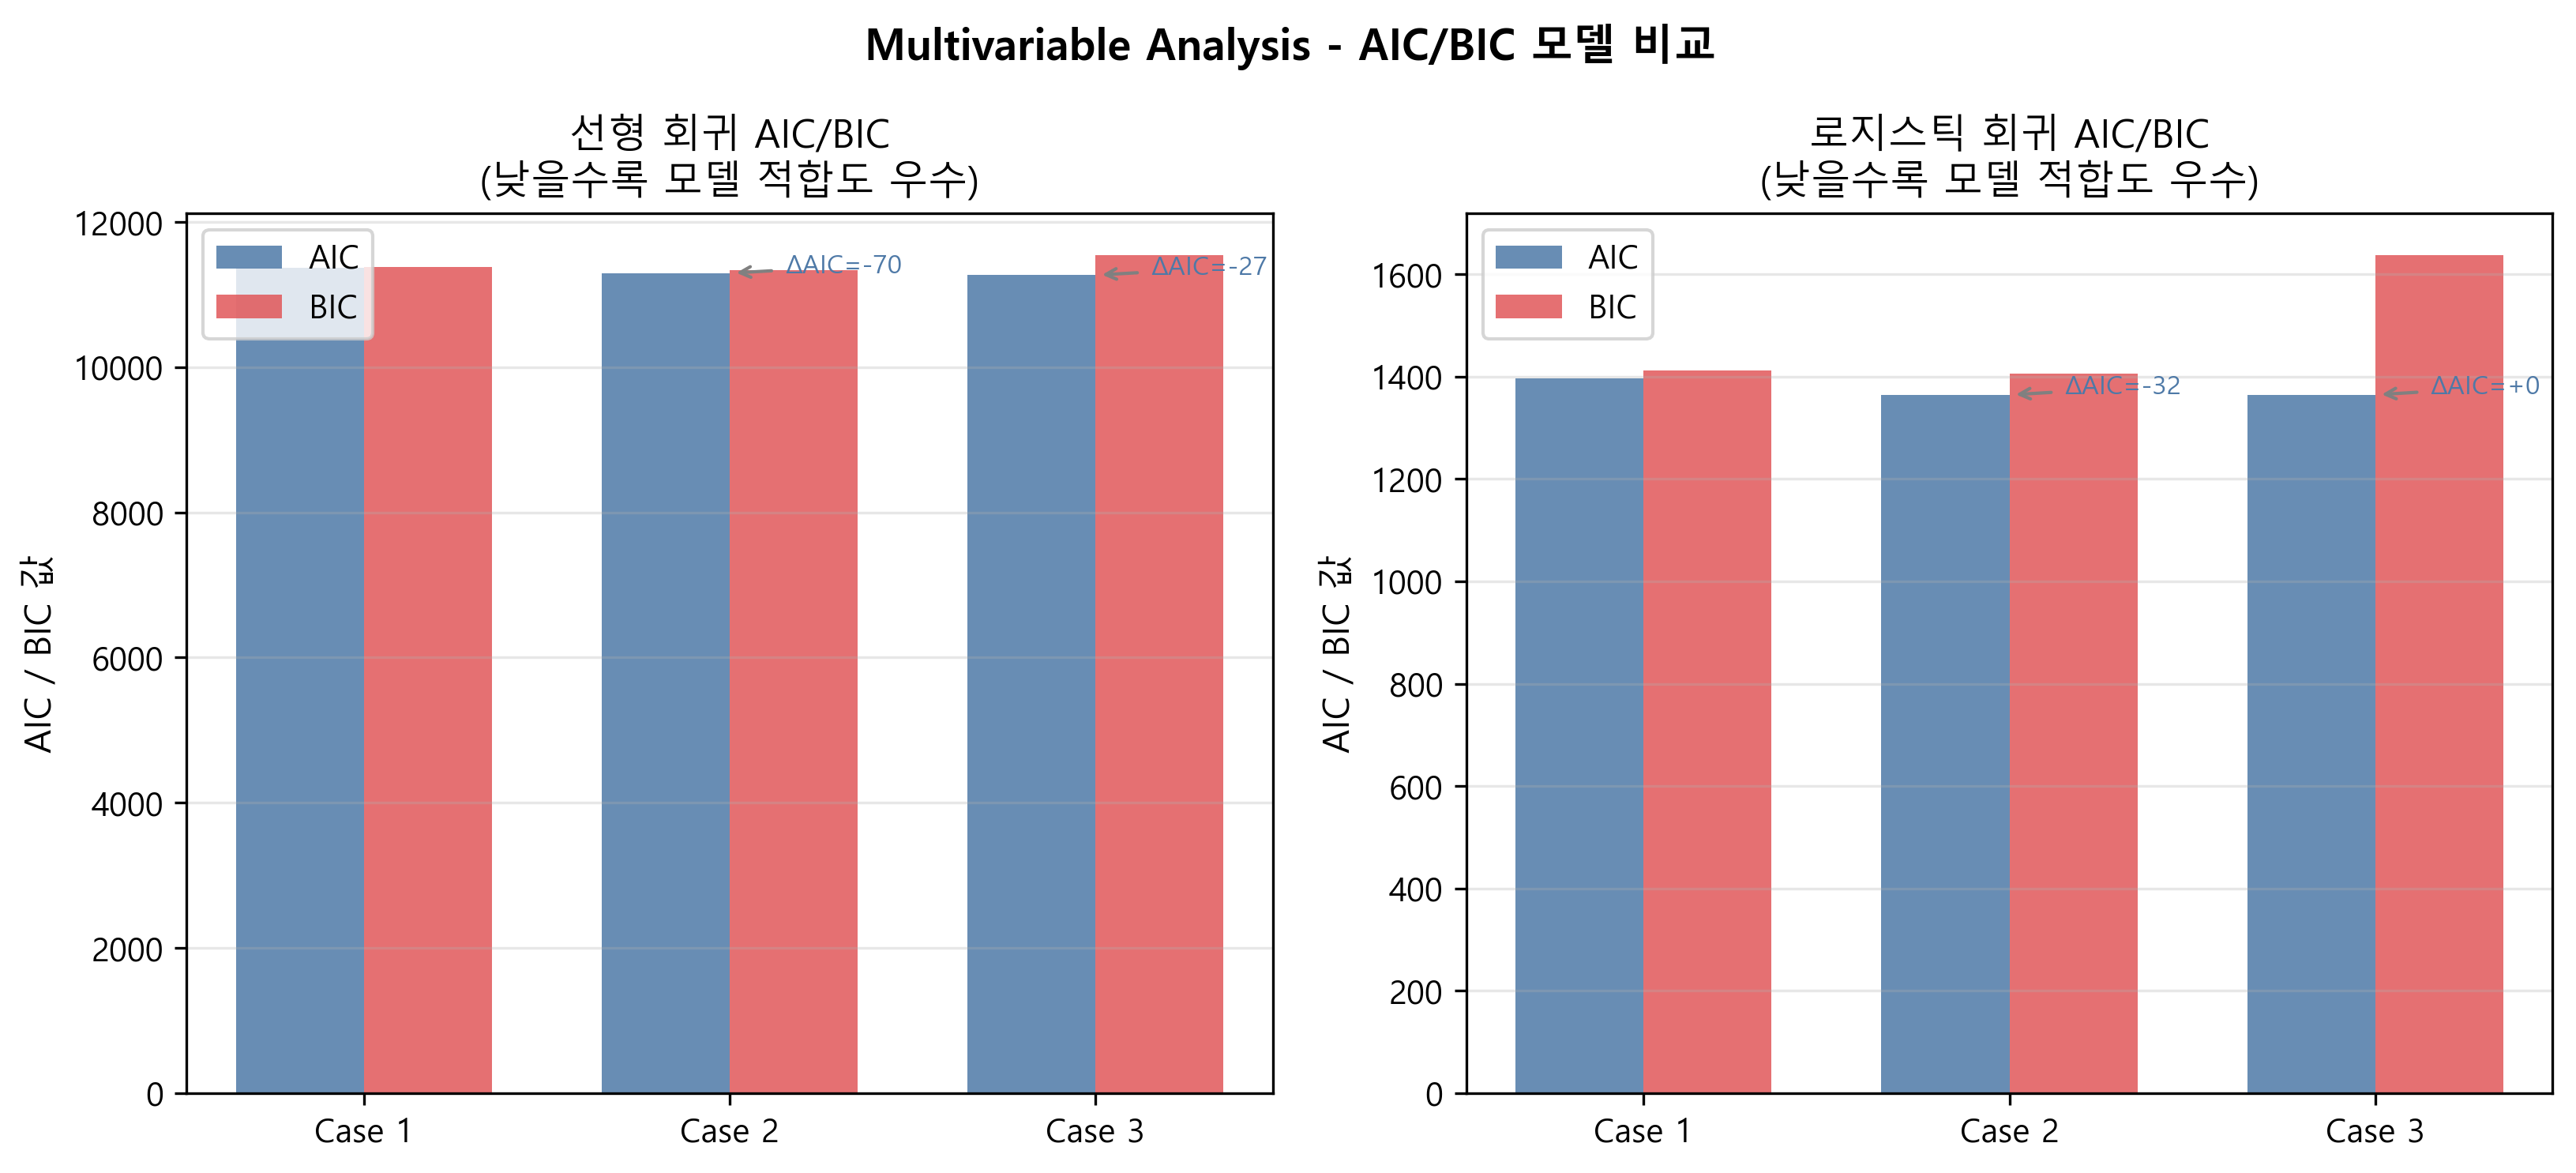 Multivariable Analysis - AIC/BIC 모델 비교
선형 회귀 AIC/BIC
(낮을수록 모델 적합도 우수)
AIC / BIC 값
12000
10000
8000
6000
4000
2000
0
AIC
BIC
ΔAIC=-70
ΔAIC=-27
Case 1
Case 2
Case 3
로지스틱 회귀 AIC/BIC
(낮을수록 모델 적합도 우수)
AIC / BIC 값
1600
1400
1200
1000
800
600
400
200
0
AIC
BIC
ΔAIC=-32
ΔAIC=+0
Case 1
Case 2
Case 3